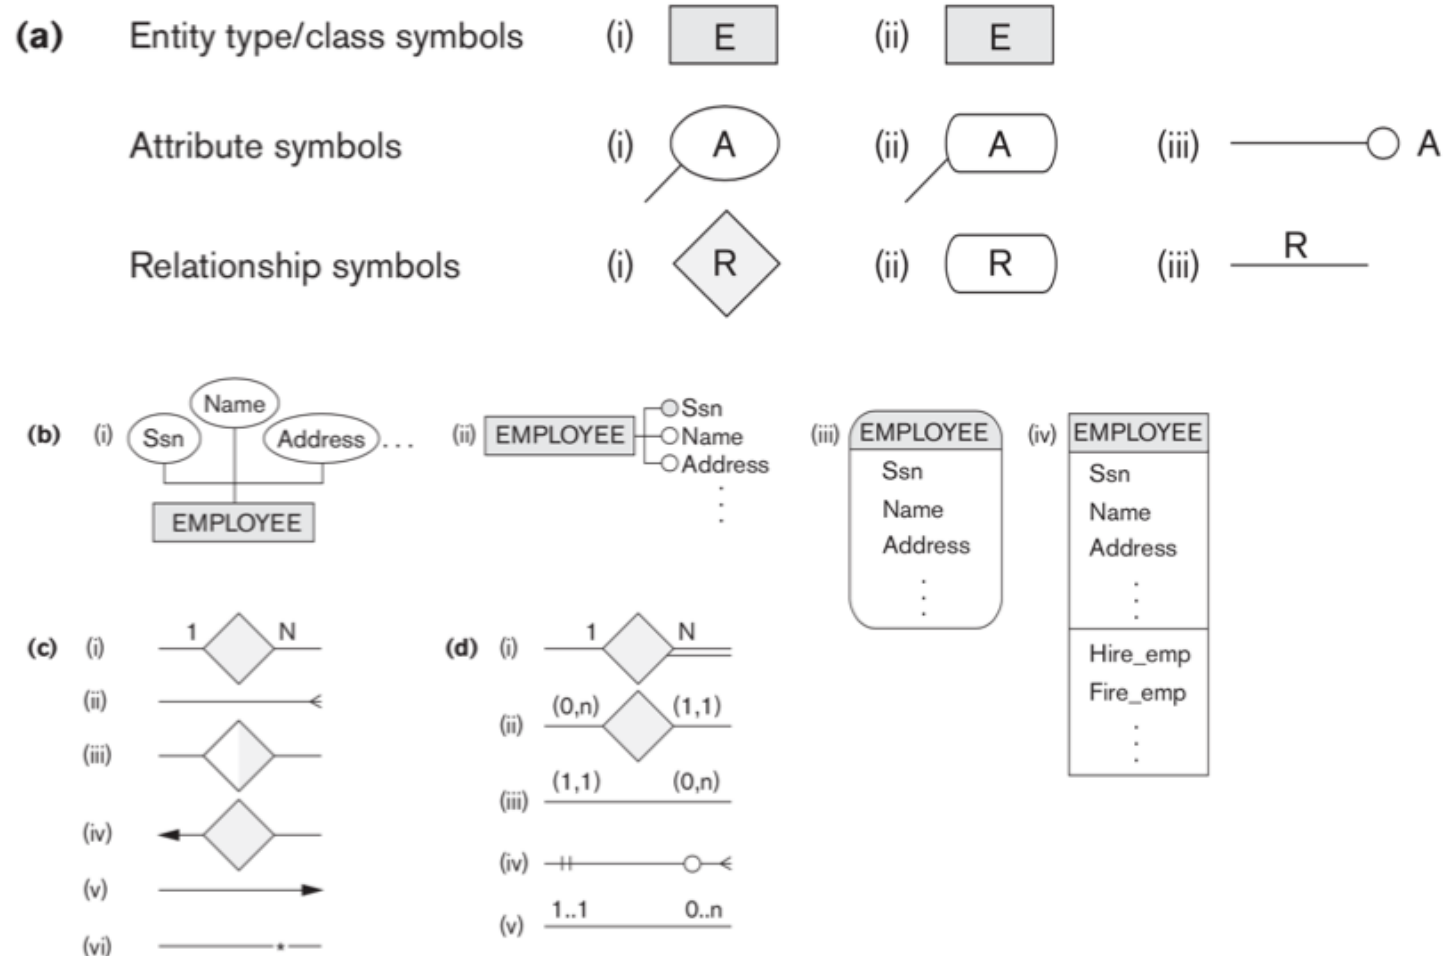 (a) Entity type/class symbols (i) E (ii) E
Attribute symbols (i) A (ii) A (iii) A
Relationship symbols (i) R (ii) R (iii) R
(b) (i) Ssn Name Address . . .
EMPLOYEE
(ii) EMPLOYEE Ssn
Name
Address
.
.
.
(iii) EMPLOYEE
Ssn
Name
Address
.
.
.
(iv) EMPLOYEE
Ssn
Name
Address
.
.
.
Hire_emp
Fire_emp
.
.
.
(c) (i) 1 N
(ii)
(iii)
(iv)
(v)
(vi) *
(d) (i) 1 N
(ii) (0,n) (1,1)
(iii) (1,1) (0,n)
(iv)
(v) 1..1 0..n